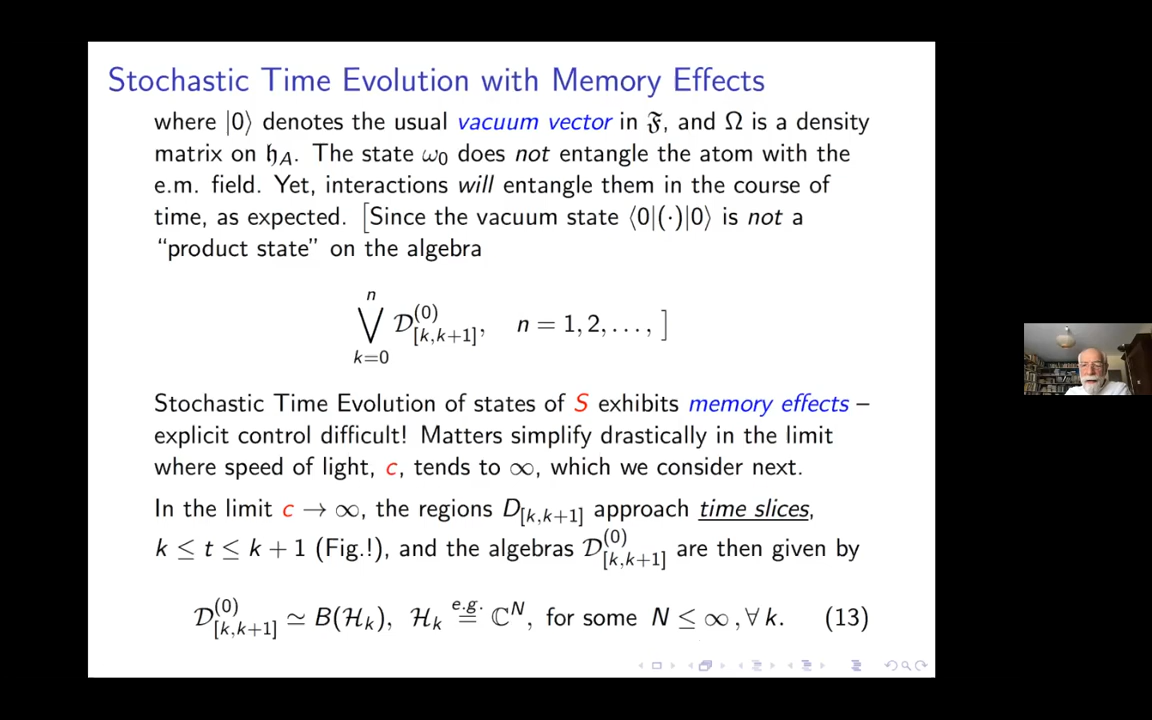 Stochastic Time Evolution with Memory Effects
where |0⟩ denotes the usual vacuum vector in 𝔉, and Ω is a density
matrix on 𝔥_A. The state ω₀ does not entangle the atom with the
e.m. field. Yet, interactions will entangle them in the course of
time, as expected. [Since the vacuum state ⟨0|(·)|0⟩ is not a
“product state” on the algebra
⋁_{k=0}^{n} 𝒟^{(0)}_{[k,k+1]}, n = 1, 2, . . . , ]
Stochastic Time Evolution of states of S exhibits memory effects –
explicit control difficult! Matters simplify drastically in the limit
where speed of light, c, tends to ∞, which we consider next.
In the limit c → ∞, the regions D_{[k,k+1]} approach time slices,
k ≤ t ≤ k + 1 (Fig.!), and the algebras 𝒟^{(0)}_{[k,k+1]} are then given by
𝒟^{(0)}_{[k,k+1]} ≃ B(ℋ_k), ℋ_k \overset{e.g.}{=} ℂ^N, for some N ≤ ∞ , ∀ k. (13)